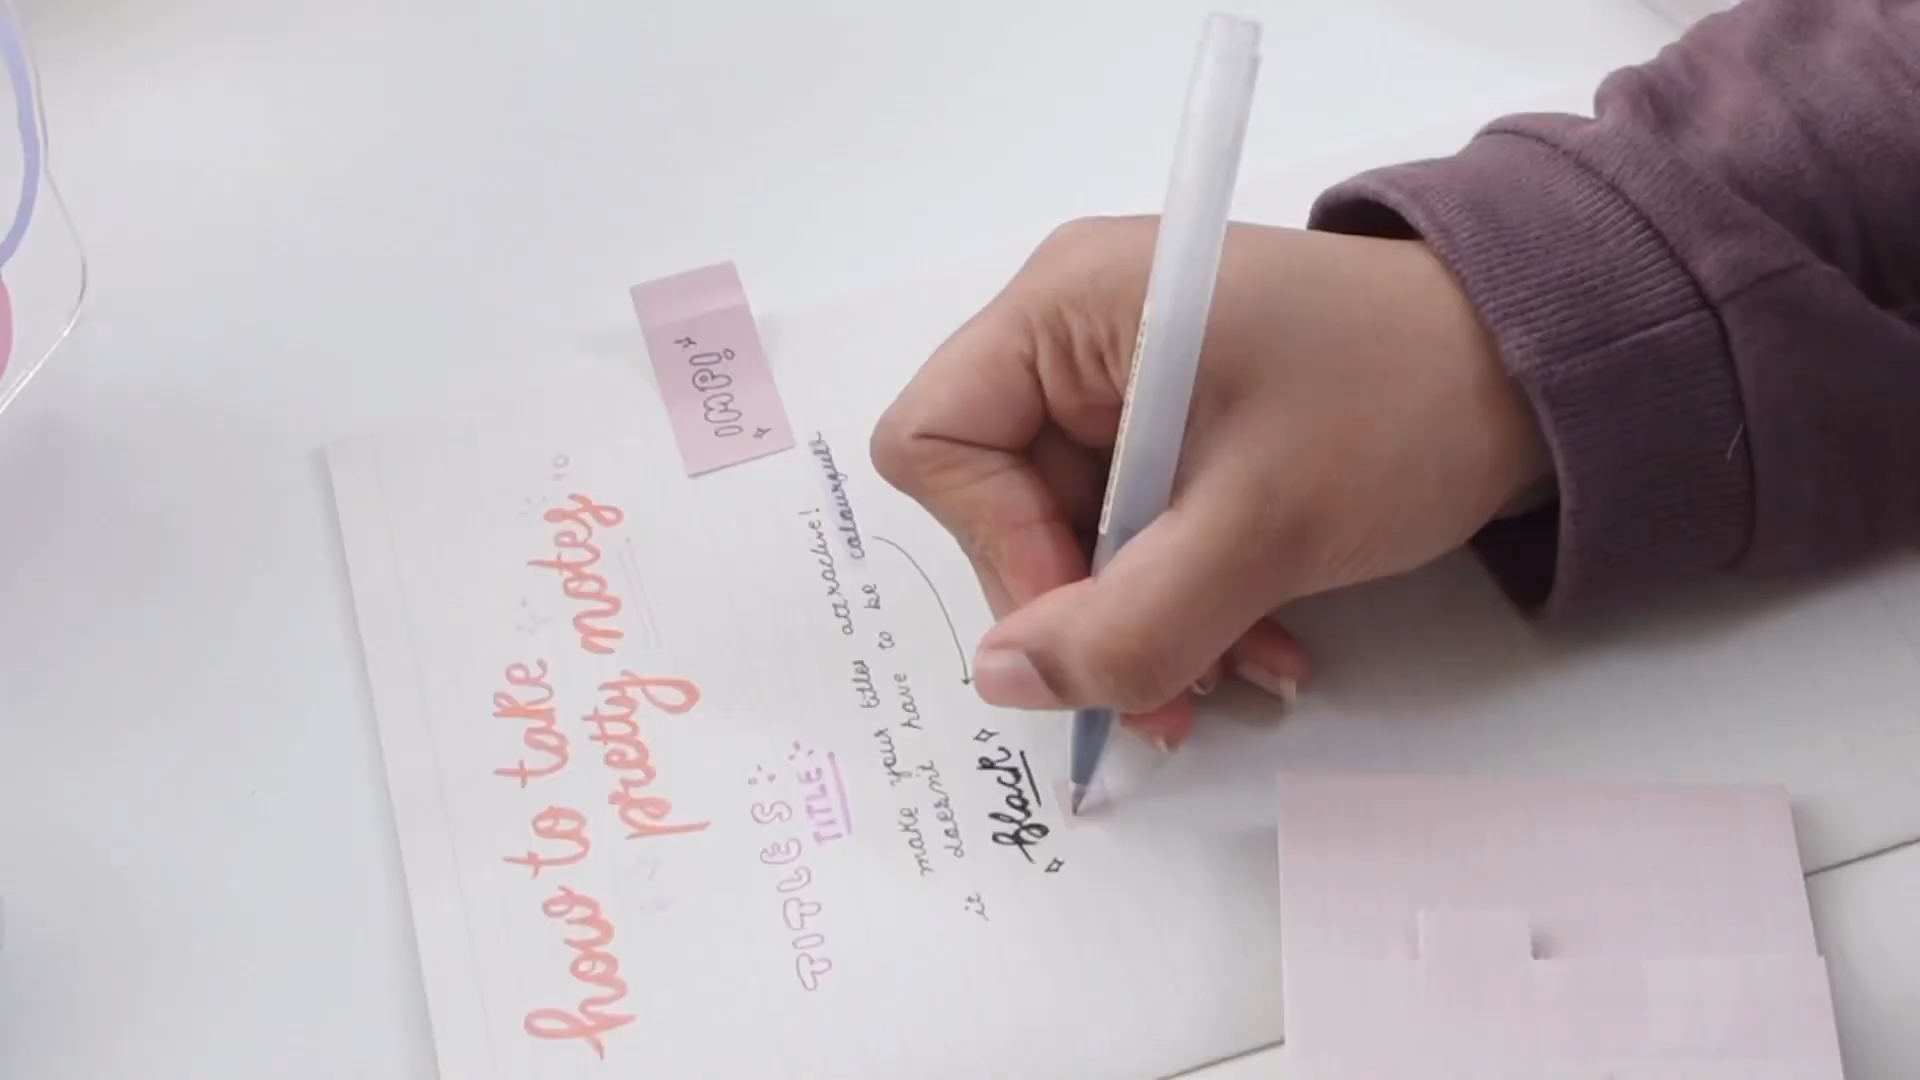 how to take
pretty notes
IMP!
TITLES
TITLE
make your titles attractive!
it doesn't have to be colourful
black